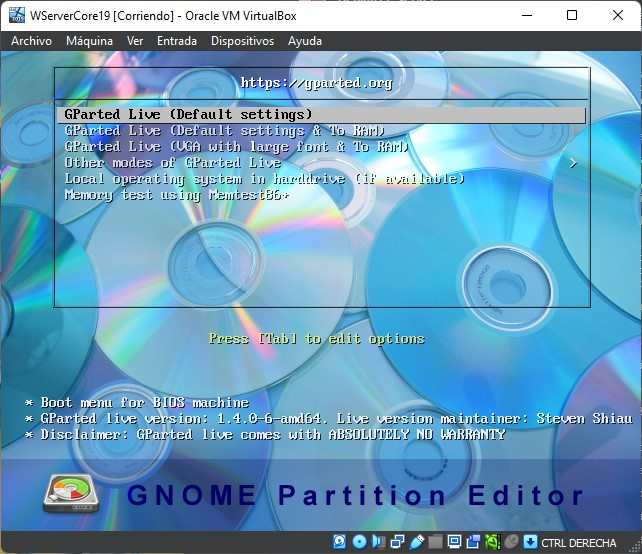 WServerCore19 [Corriendo] - Oracle VM VirtualBox
Archivo Máquina Ver Entrada Dispositivos Ayuda
https://gparted.org
GParted Live (Default settings)
GParted Live (Default settings & To RAM)
GParted Live (VGA with large font & To RAM)
Other modes of GParted Live >
Local operating system in harddrive (if available)
Memory test using Memtest86+
Press [Tab] to edit options
* Boot menu for BIOS machine
* GParted live version: 1.4.0-6-amd64. Live version maintainer: Steven Shiau
* Disclaimer: GParted live comes with ABSOLUTELY NO WARRANTY
GNOME Partition Editor
CTRL DERECHA